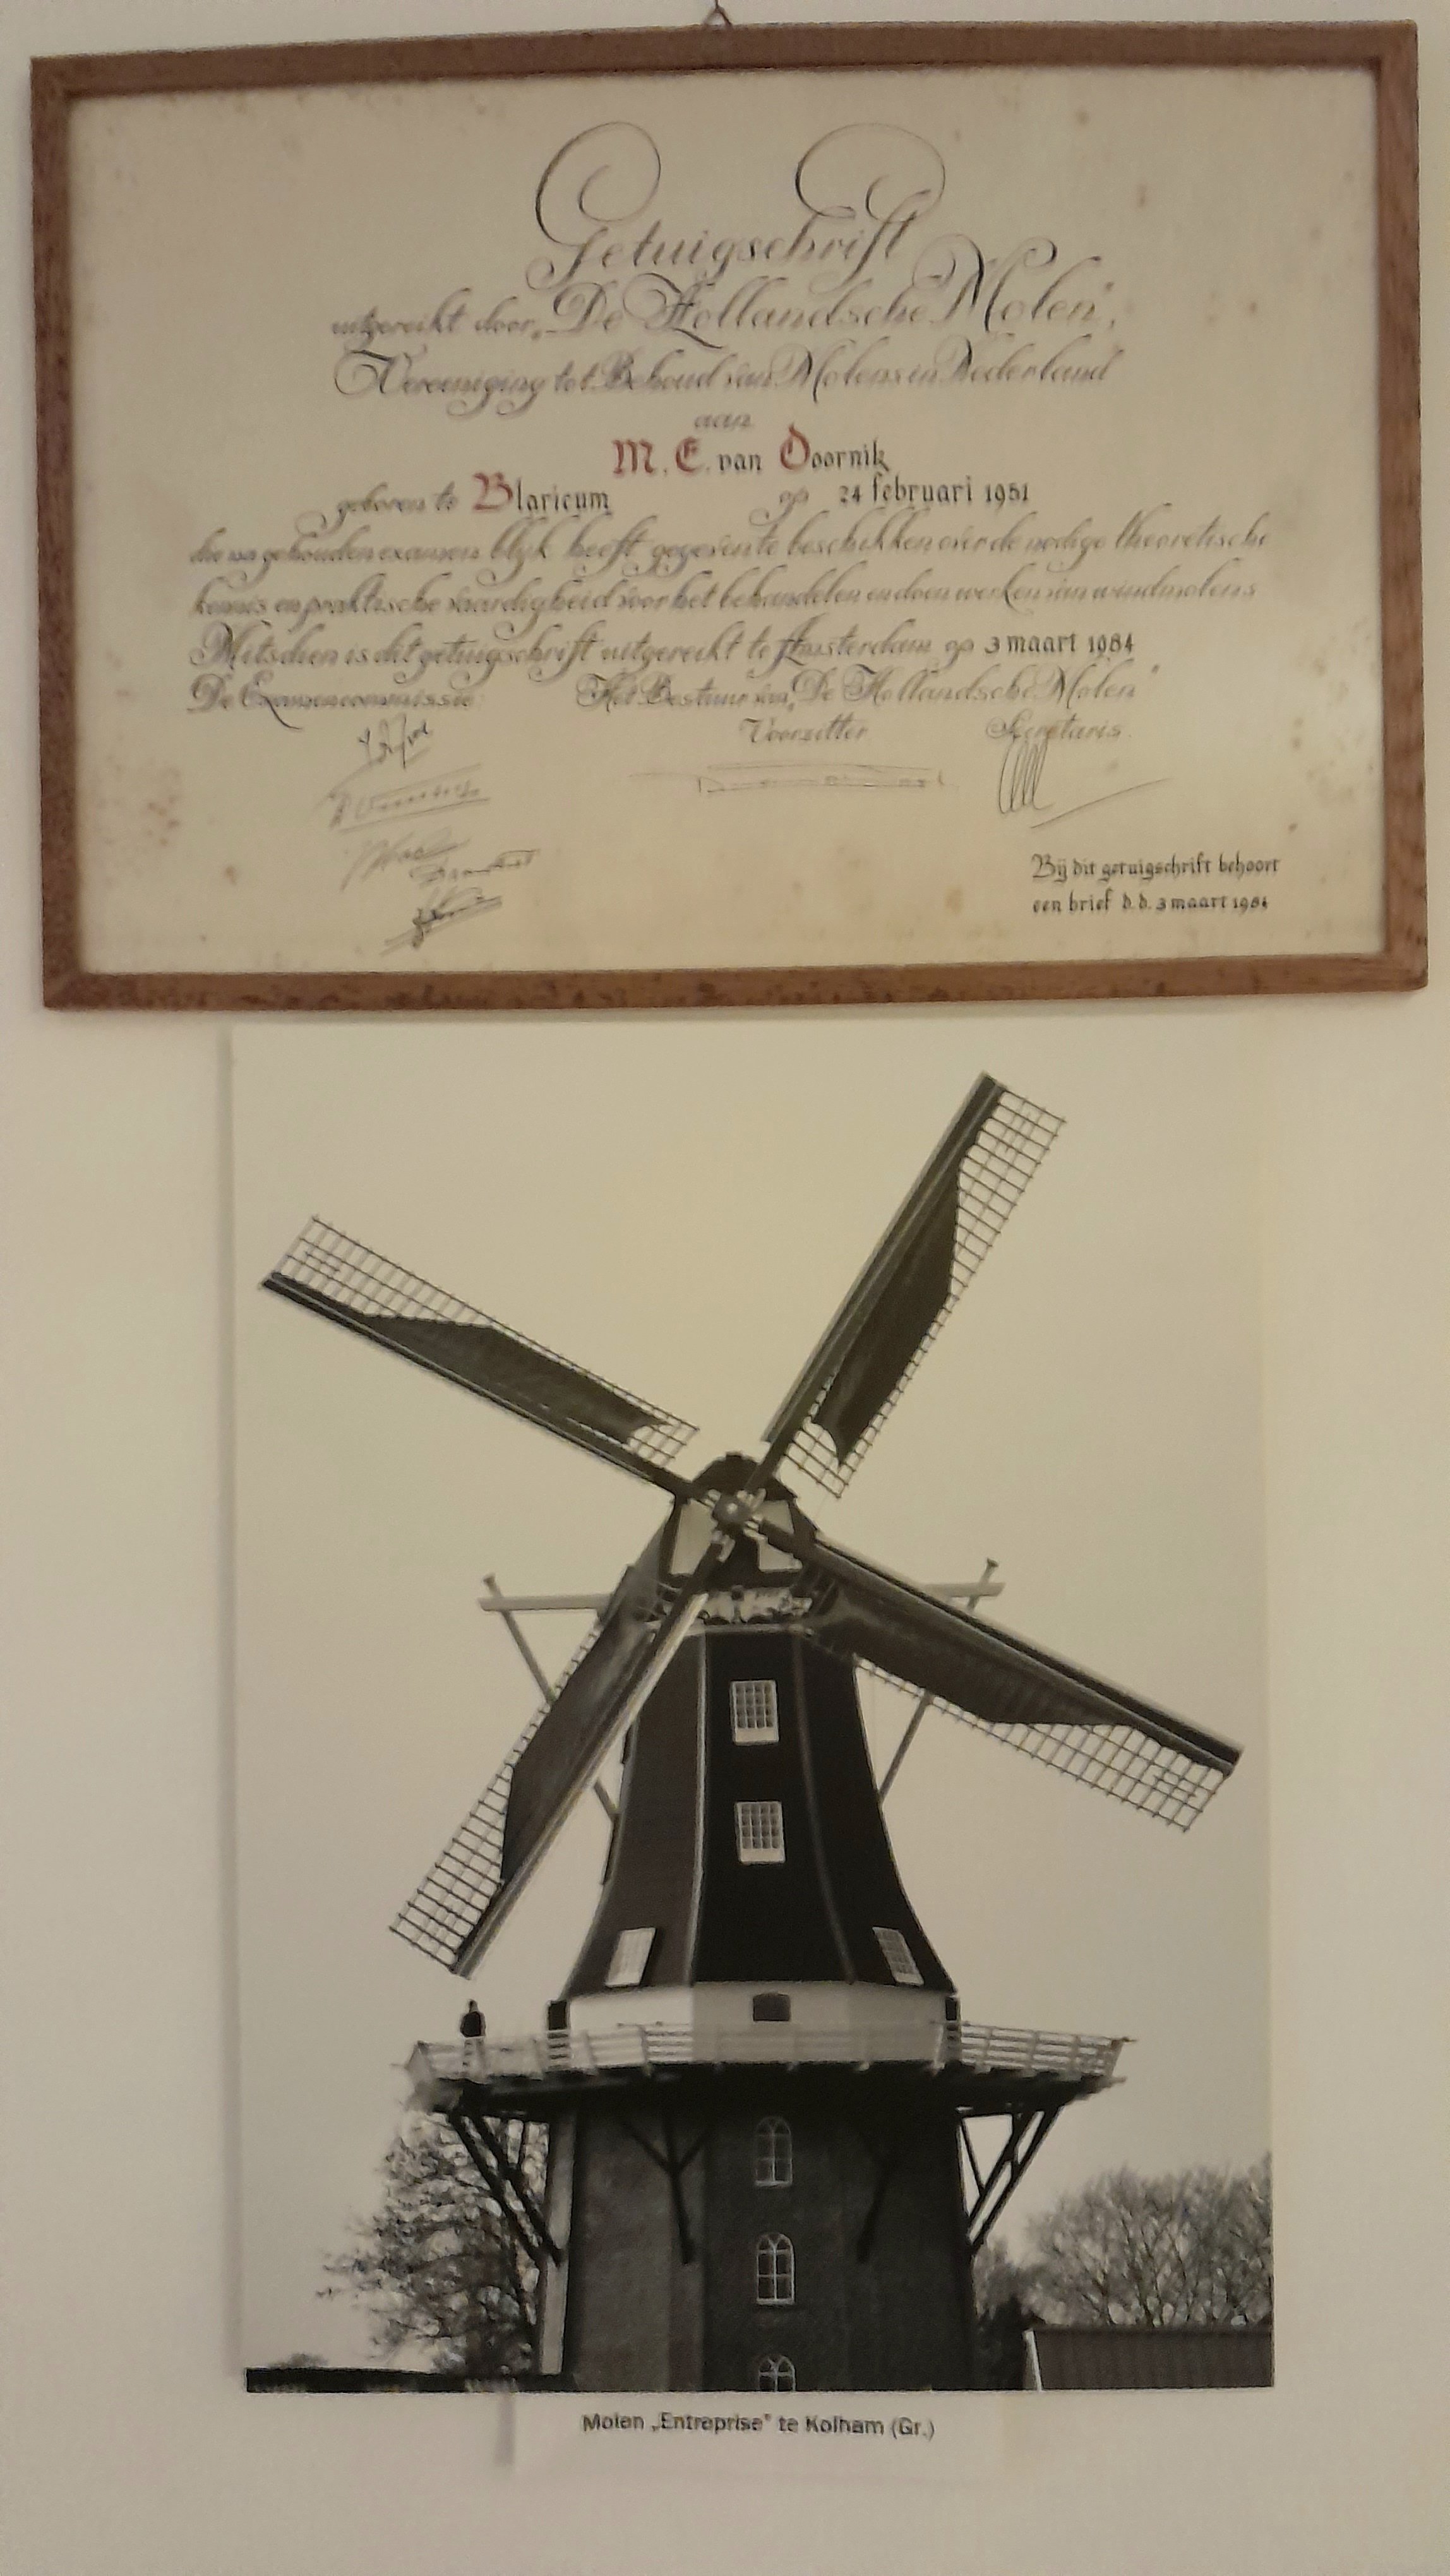 Getuigschrift
uitgereikt door „De Hollandsche Molen”,
Vereeniging tot Behoud van Molens in Nederland
aan
M. E. van Doornik
geboren te Blaricum op 24 februari 1951
die na gehouden examen blijk heeft gegeven te beschikken over de nodige theoretische
kennis en praktische vaardigheid voor het behandelen en doen werken van windmolens
Mitsdien is dit getuigschrift uitgereikt te Amsterdam op 3 maart 1984
De Examencommissie: Het Bestuur van „De Hollandsche Molen”
Voorzitter Secretaris
Bij dit getuigschrift behoort
een brief d.d. 3 maart 1984
Molen „Entreprise” te Kolham (Gr.)